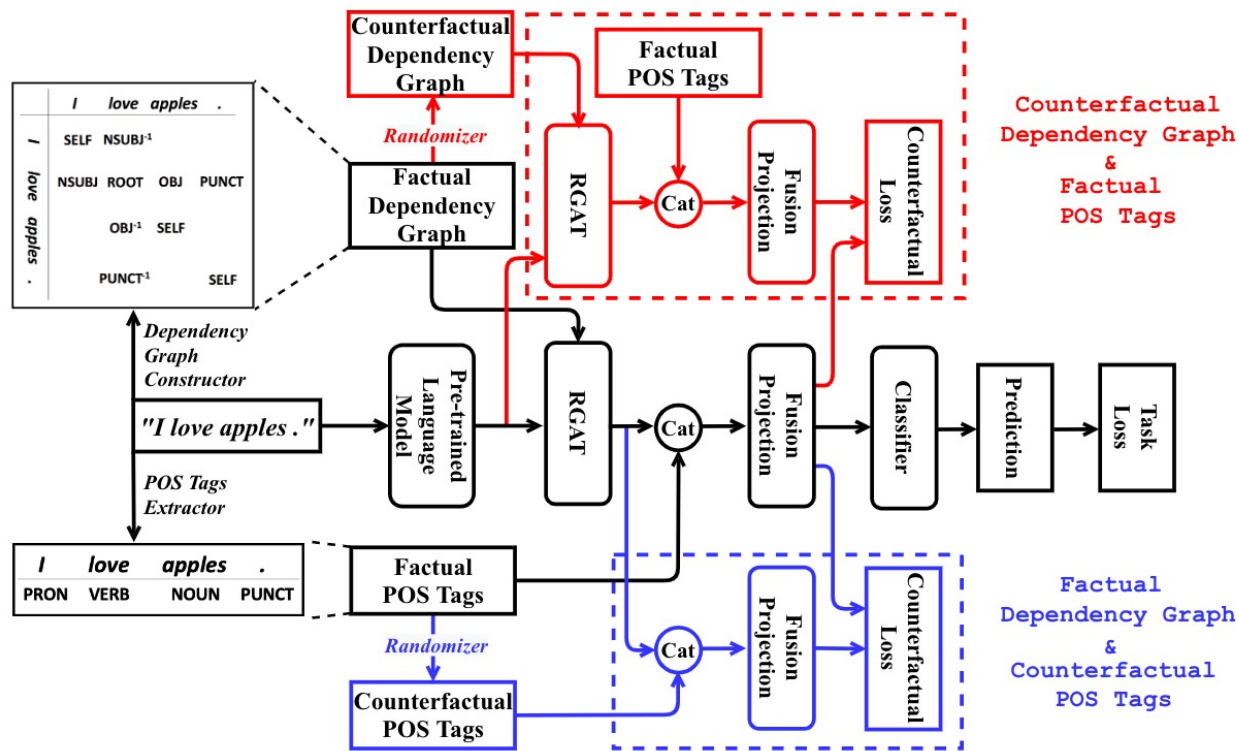 Counterfactual
Dependency
Graph
Factual
POS Tags
Counterfactual
Dependency Graph
&
Factual
POS Tags
I love apples .
I love apples .
SELF NSUBJ-1
NSUBJ ROOT OBJ PUNCT
OBJ-1 SELF
PUNCT-1 SELF
Randomizer
Factual
Dependency
Graph
RGAT
Cat
Fusion
Projection
Counterfactual
Loss
Dependency
Graph
Constructor
"I love apples ."
POS Tags
Extractor
Pre-trained
Language
Model
RGAT
Cat
Fusion
Projection
Classifier
Prediction
Task
Loss
I love apples .
PRON VERB NOUN PUNCT
Factual
POS Tags
Randomizer
Counterfactual
POS Tags
Cat
Fusion
Projection
Counterfactual
Loss
Factual
Dependency Graph
&
Counterfactual
POS Tags